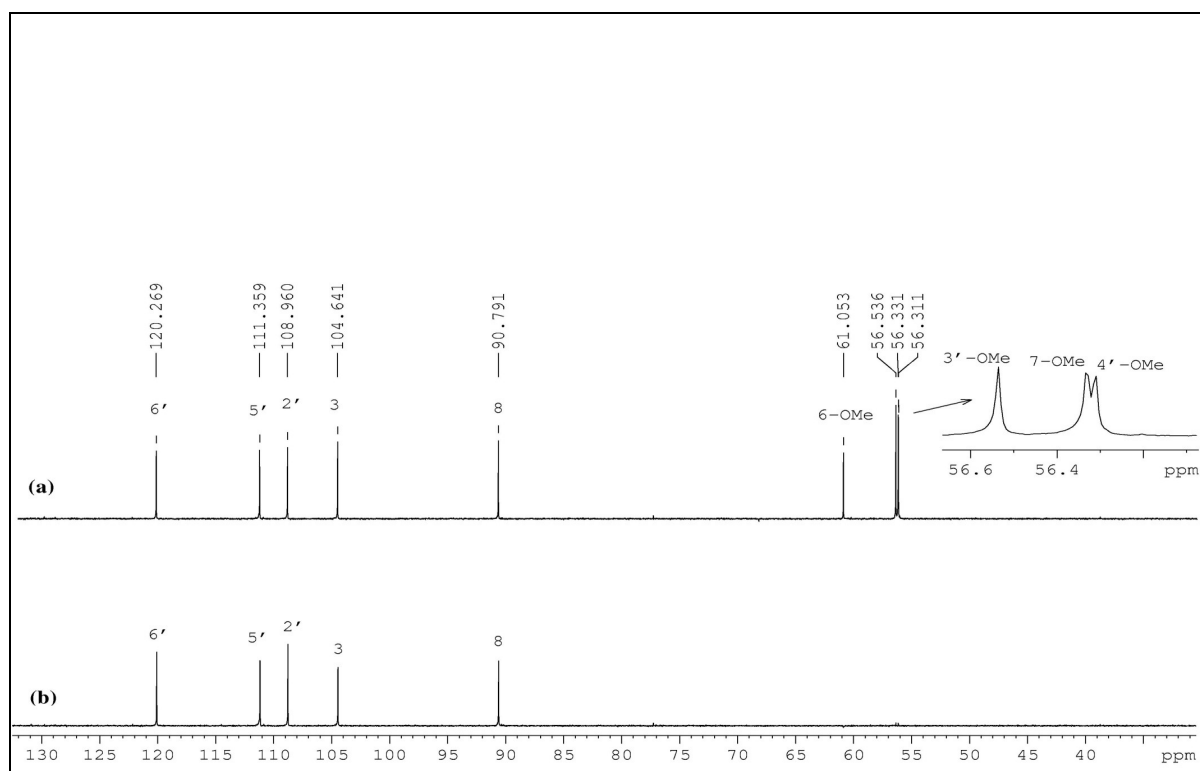 120.269
111.359
108.960
104.641
90.791
61.053
56.536
56.331
56.311
3′-OMe 7-OMe 4′-OMe
6′ 5′ 2′ 3 8 6-OMe
56.6 56.4 ppm
(a)
6′ 5′ 2′ 3 8
(b)
130 125 120 115 110 105 100 95 90 85 80 75 70 65 60 55 50 45 40 ppm